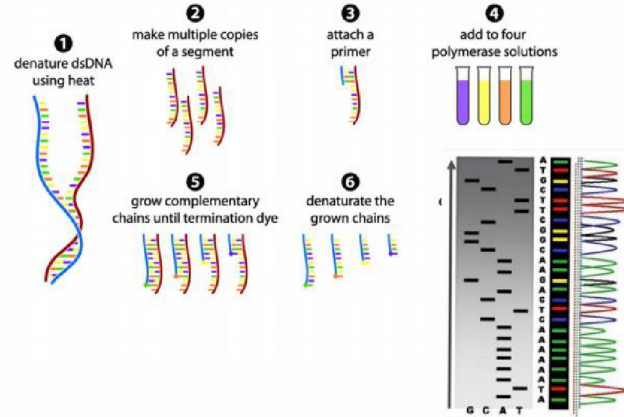 1
denature dsDNA
using heat
2
make multiple copies
of a segment
3
attach a
primer
4
add to four
polymerase solutions
5
grow complementary
chains until termination dye
6
denaturate the
grown chains
A
T
G
C
T
T
C
G
G
C
A
A
G
A
C
T
C
A
A
A
A
A
A
T
A
G C A T